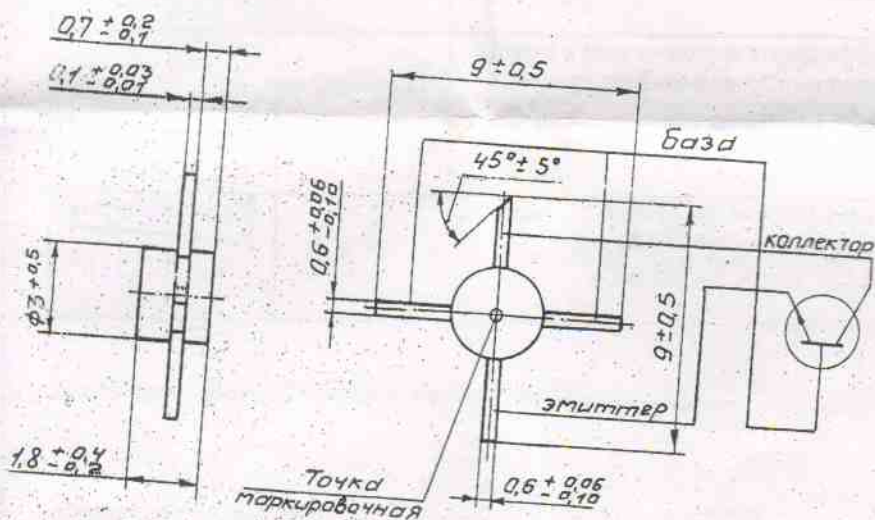 0,7 + 0,2
- 0,1
0,1 + 0,03
- 0,01
9 ± 0,5
База
45° ± 5°
0,6 + 0,06
- 0,10
коллектор
Ф3 + 0,5
9 ± 0,5
эмиттер
1,8 + 0,4
- 0,2
Точка
маркировочная
0,6 + 0,06
- 0,10